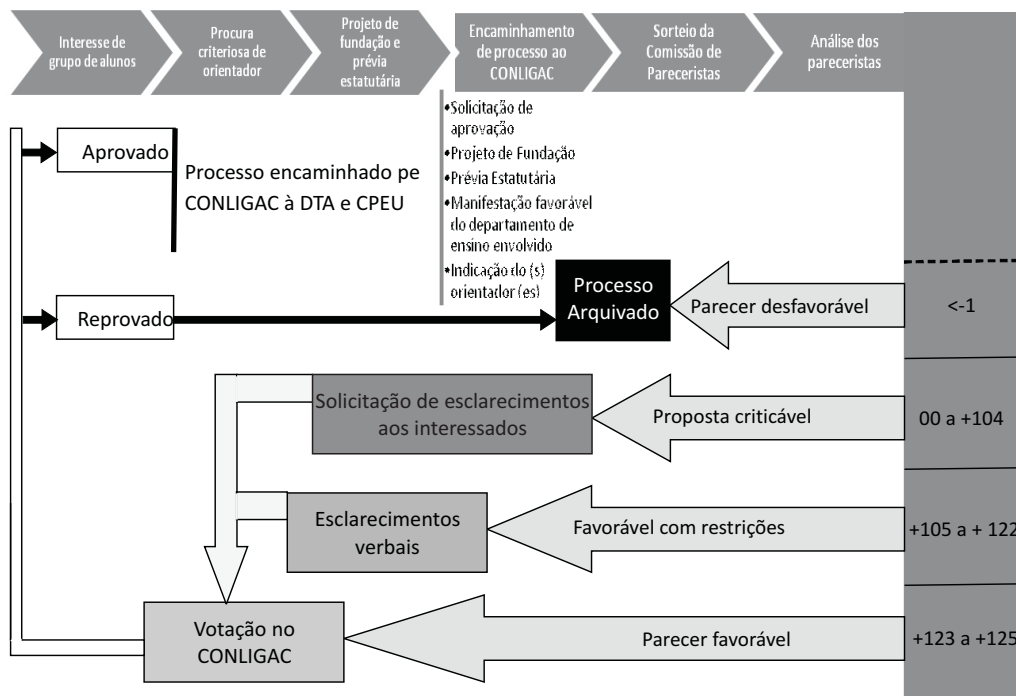 Interesse de
grupo de alunos
Procura
criteriosa de
orientador
Projeto de
fundação e
prévia
estatutária
Encaminhamento
de processo ao
CONLIGAC
Sorteio da
Comissão de
Pareceristas
Análise dos
pareceristas
•Solicitação de
aprovação
•Projeto de Fundação
•Prévia Estatutária
•Manifestação favorável
do departamento de
ensino envolvido
•Indicação do (s)
orientador (es)
Aprovado
Processo encaminhado pe
CONLIGAC à DTA e CPEU
Reprovado
Processo
Arquivado
Parecer desfavorável
<-1
Solicitação de esclarecimentos
aos interessados
Proposta criticável
00 a +104
Esclarecimentos
verbais
Favorável com restrições
+105 a + 122
Votação no
CONLIGAC
Parecer favorável
+123 a +125